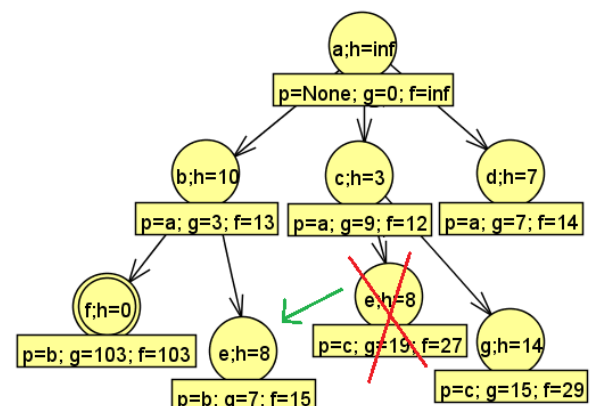 a;h=inf
p=None; g=0; f=inf
b;h=10
c;h=3
d;h=7
p=a; g=3; f=13
p=a; g=9; f=12
p=a; g=7; f=14
f;h=0
e;h=8
e;h=8
g;h=14
p=b; g=103; f=103
p=c; g=19; f=27
p=b; g=7; f=15
p=c; g=15; f=29